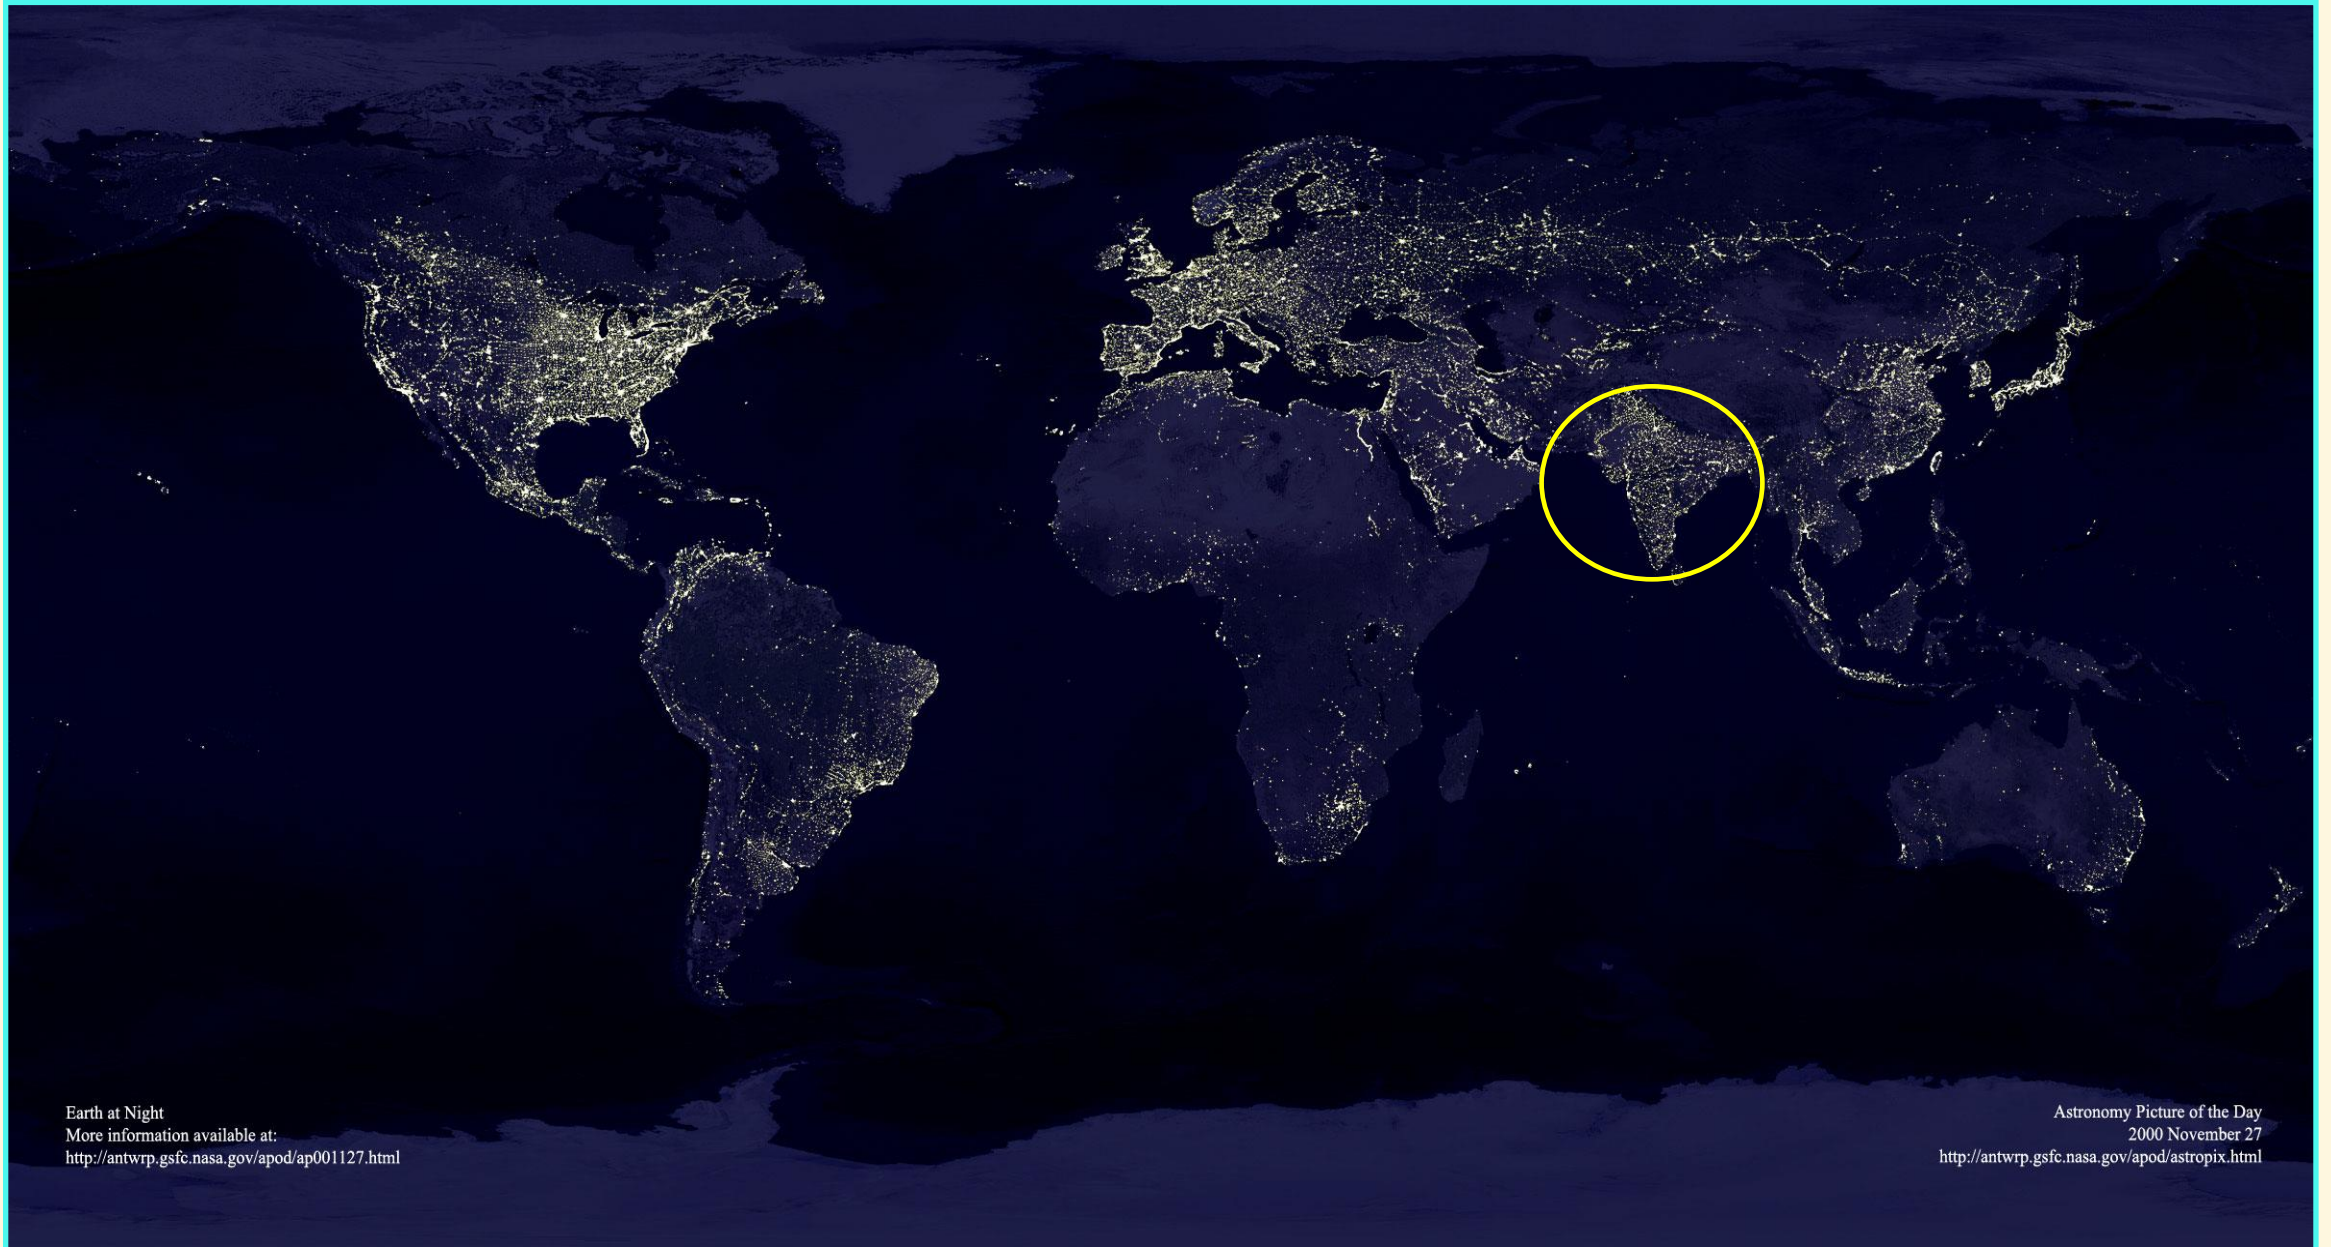 Earth at Night
More information available at:
http://antwrp.gsfc.nasa.gov/apod/ap001127.html
Astronomy Picture of the Day
2000 November 27
http://antwrp.gsfc.nasa.gov/apod/astropix.html